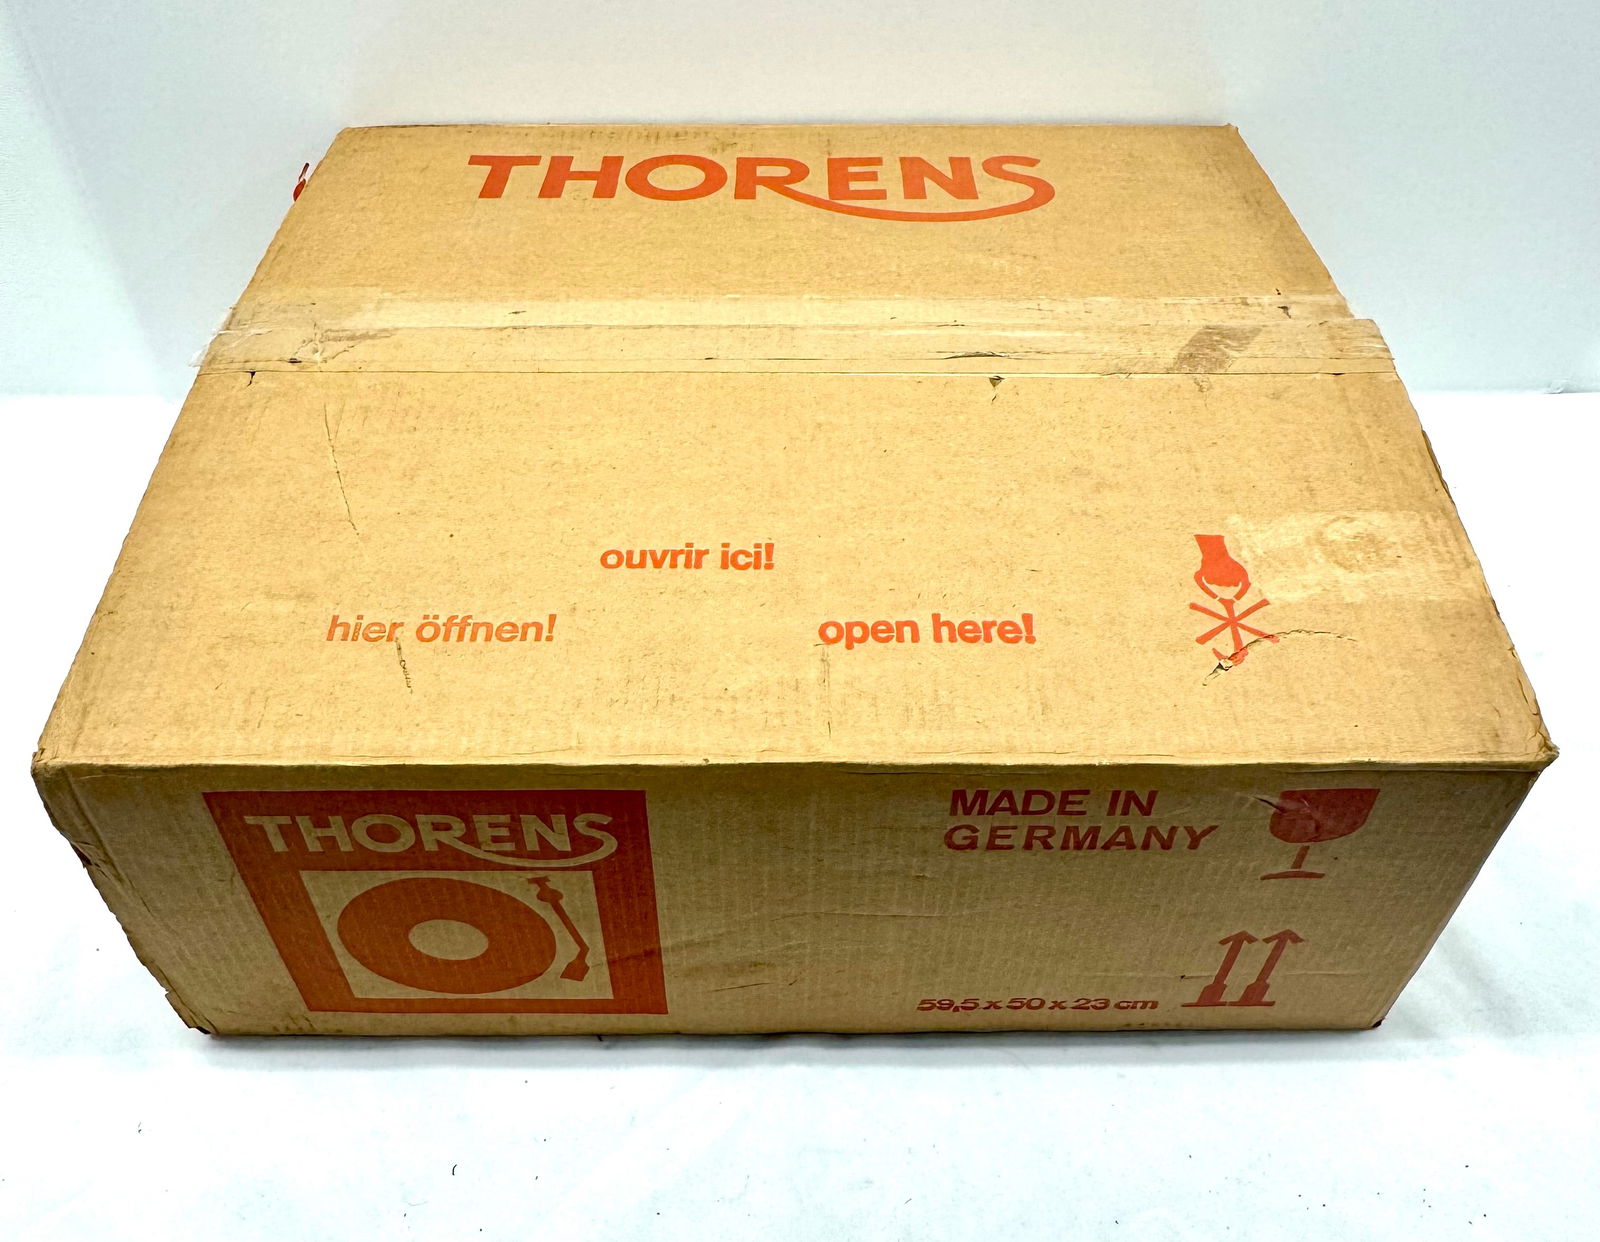 THORENS
ouvrir ici!
hier öffnen!
open here!
THORENS
MADE IN
GERMANY
59,5 x 50 x 23 cm